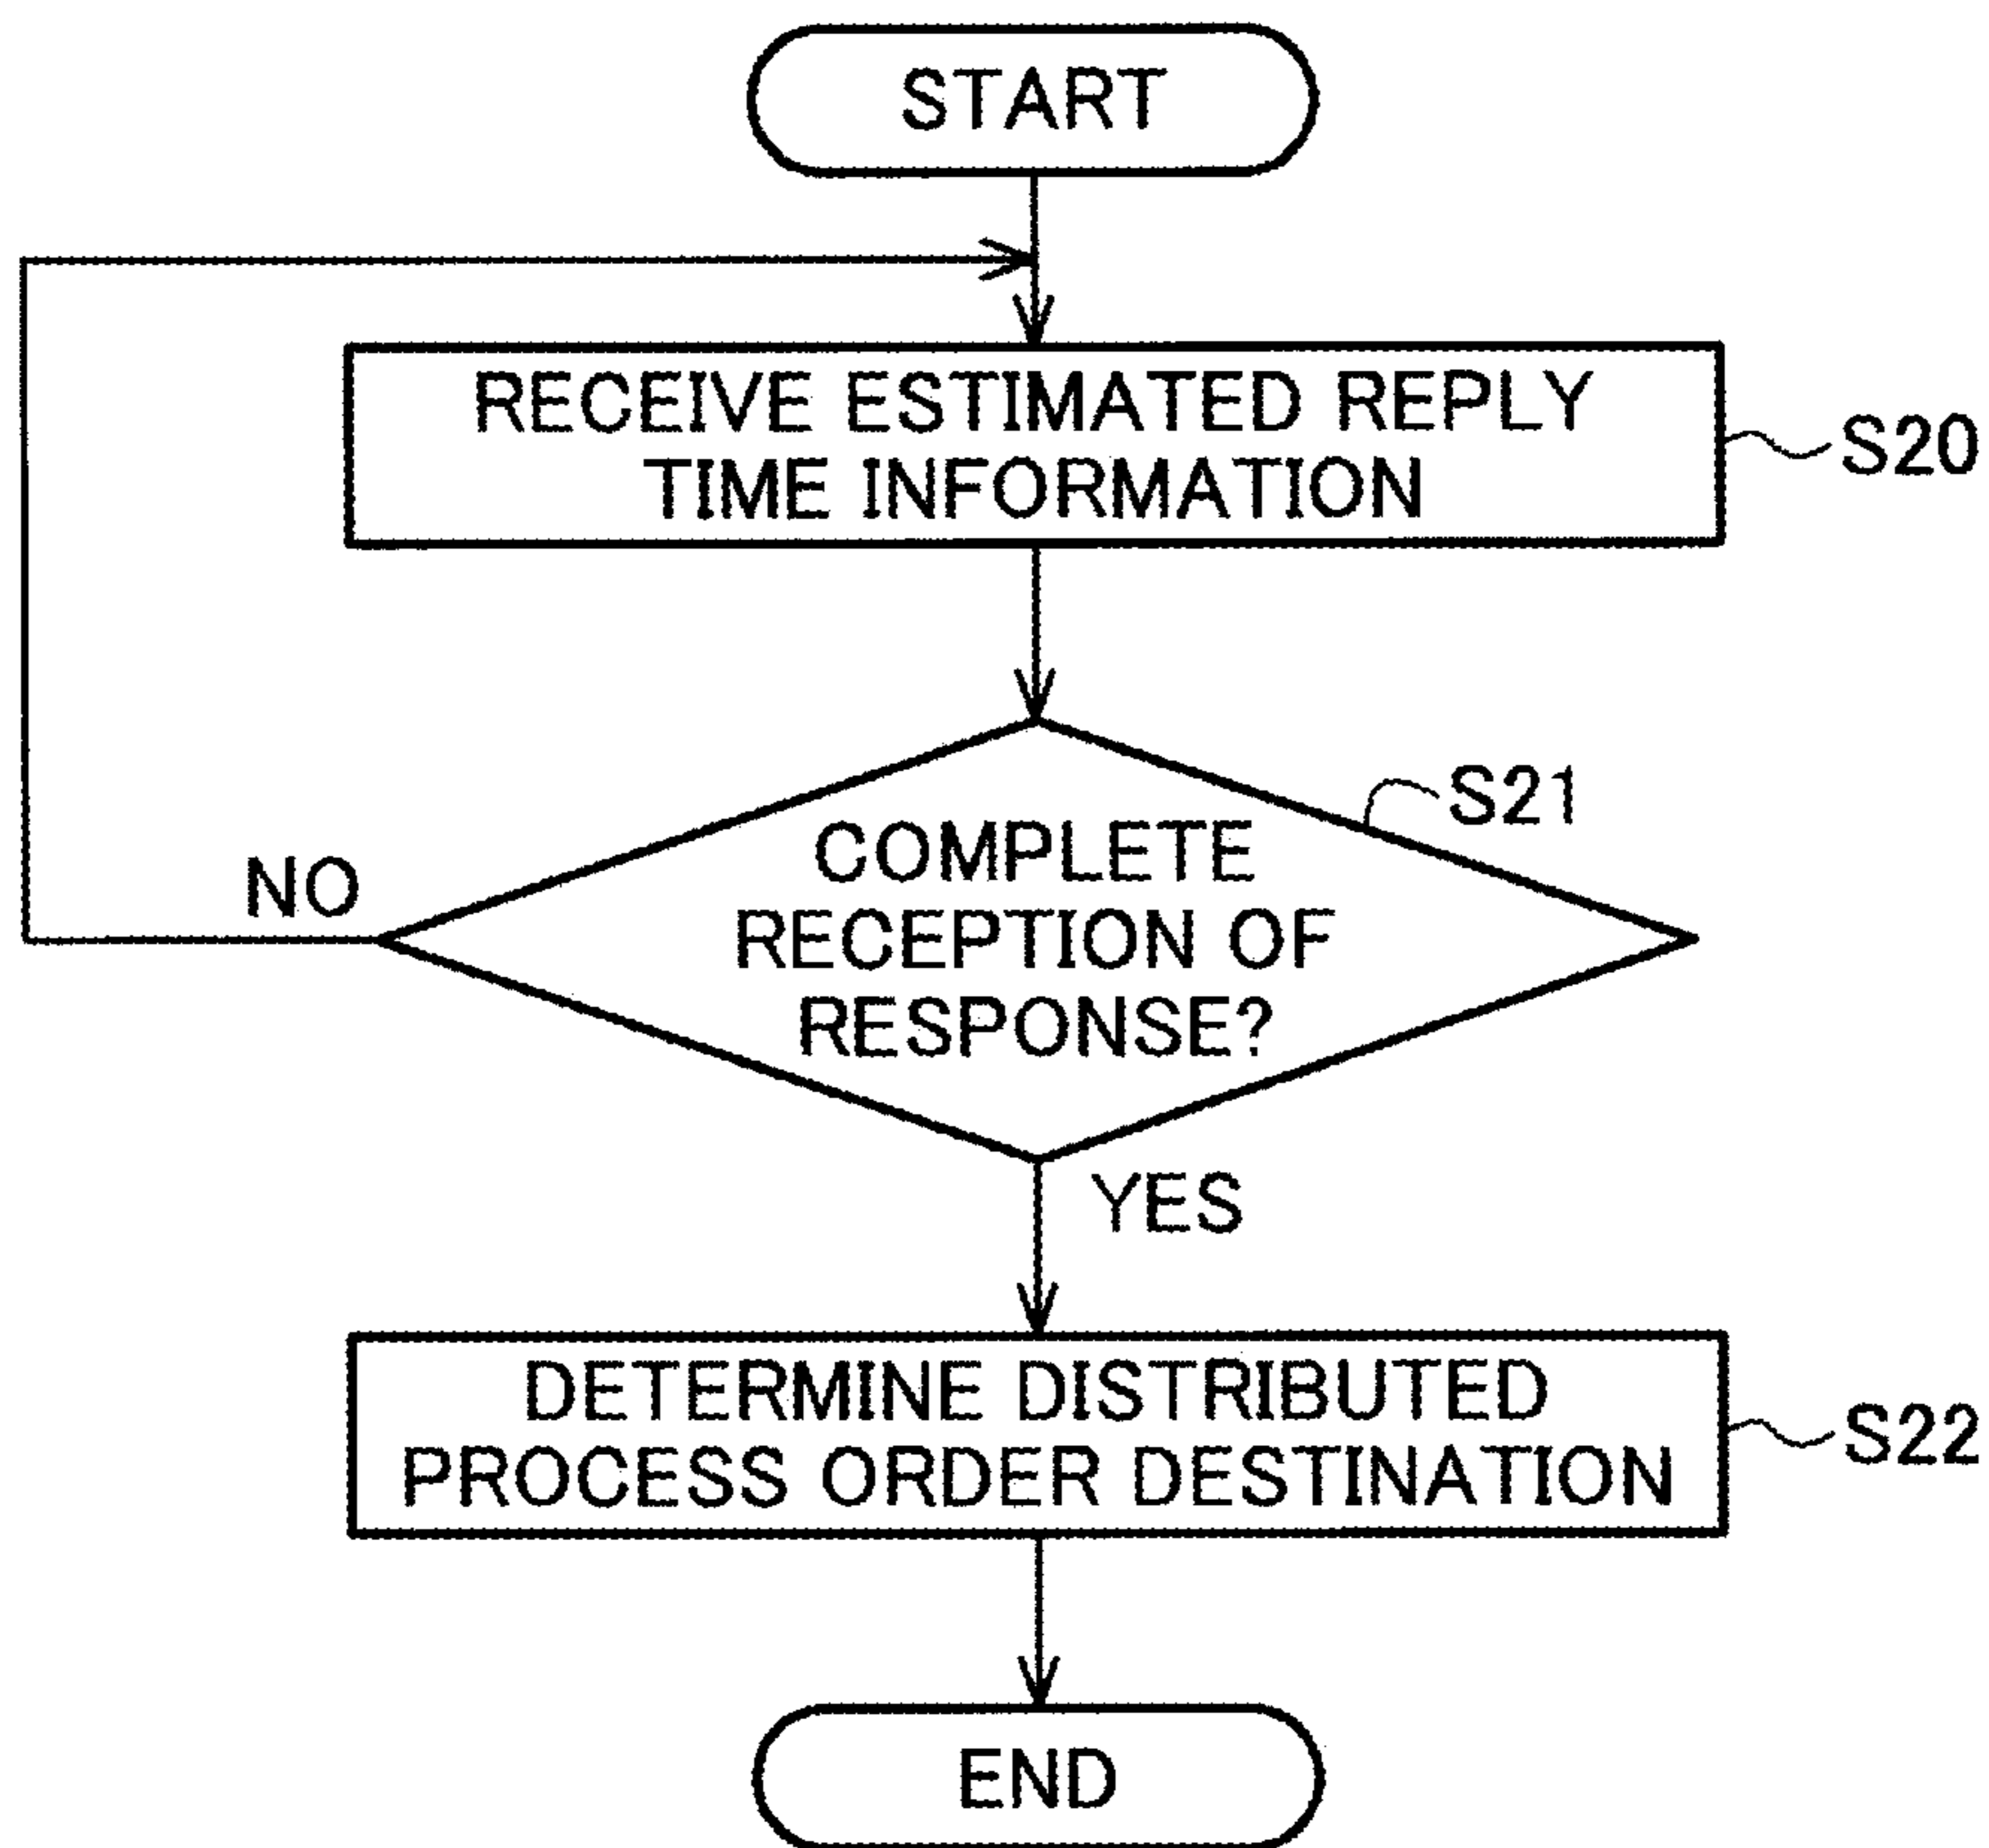 START
RECEIVE ESTIMATED REPLY
TIME INFORMATION
S20
S21
COMPLETE
RECEPTION OF
RESPONSE?
NO
YES
DETERMINE DISTRIBUTED
PROCESS ORDER DESTINATION
S22
END